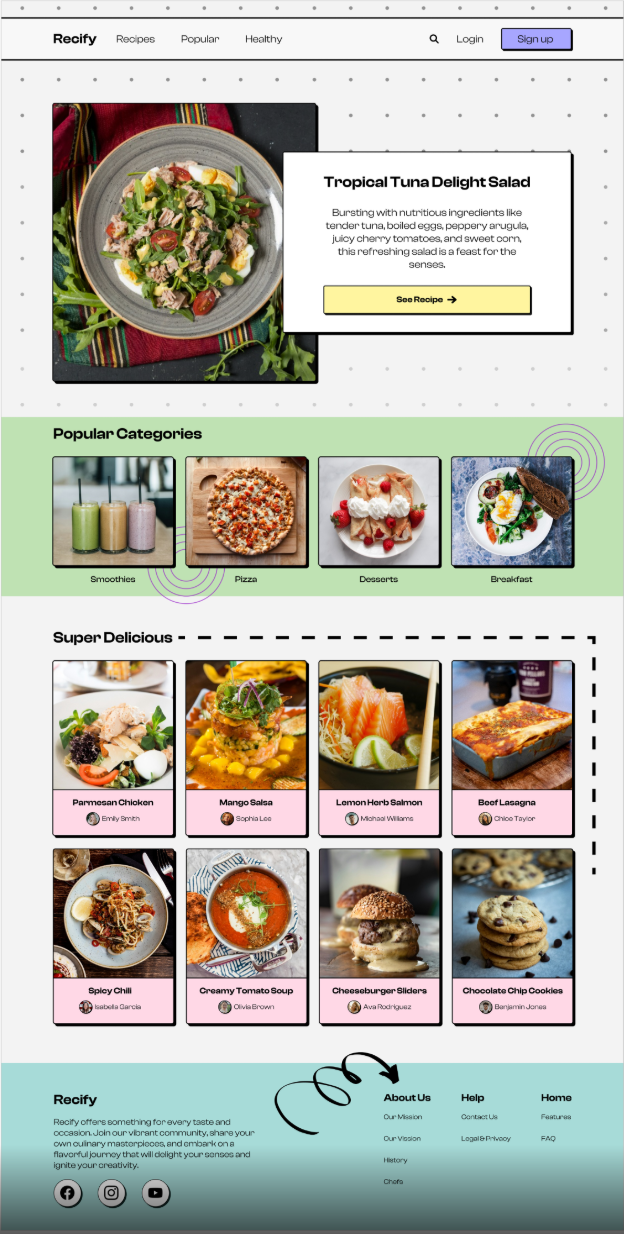 Recify Recipes Popular Healthy Login Sign up
Tropical Tuna Delight Salad
Bursting with nutritious ingredients like
tender tuna, boiled eggs, peppery arugula,
juicy cherry tomatoes, and sweet corn,
this refreshing salad is a feast for the
senses.
See Recipe
Popular Categories
Smoothies Pizza Desserts Breakfast
Super Delicious
Parmesan Chicken Mango Salsa Lemon Herb Salmon Beef Lasagna
Emily Smith Sophia Lee Michael Williams Chloe Taylor
Spicy Chili Creamy Tomato Soup Cheeseburger Sliders Chocolate Chip Cookies
Isabella Garcia Olivia Brown Ava Rodriguez Benjamin Jones
Recify About Us Help Home
Recify offers something for every taste and
occasion. Join our vibrant community, share your
own culinary masterpieces, and embark on a
flavorful journey that will delight your senses and
ignite your creativity.
Our Mission Contact Us Features
Our Vission Legal & Privecy FAQ
History
Chefs